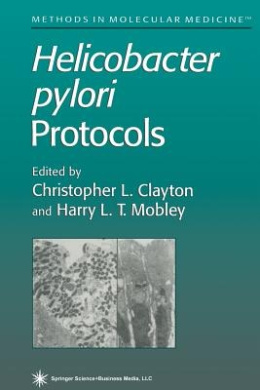 METHODS IN MOLECULAR MEDICINE™
Helicobacter
pylori
Protocols
Edited by
Christopher L. Clayton
and Harry L. T. Mobley
Springer Science+Business Media, LLC